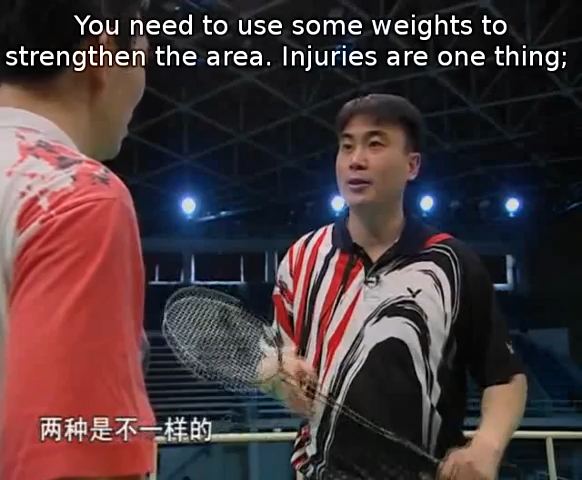 You need to use some weights to
strengthen the area. Injuries are one thing;
两种是不一样的